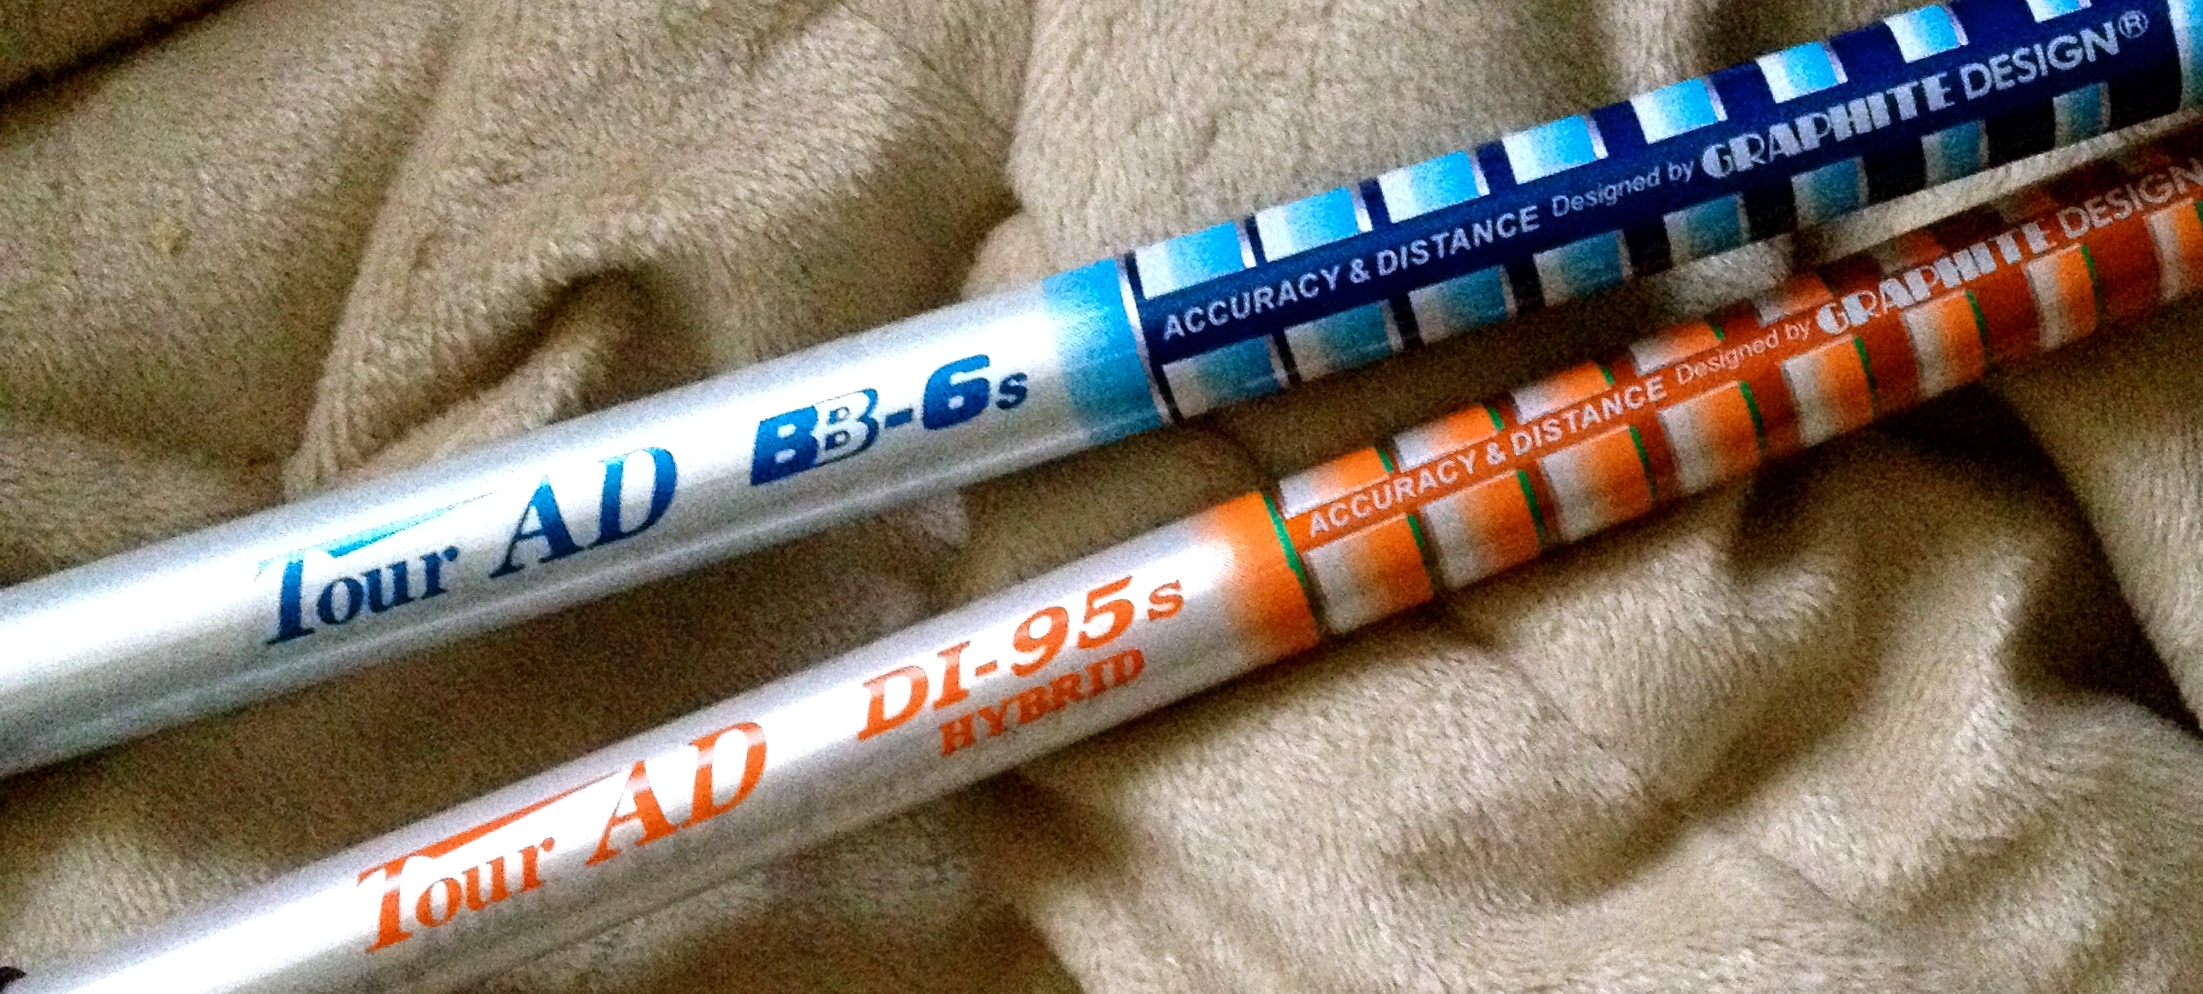 Tour AD BB-6s ACCURACY & DISTANCE Designed by GRAPHITE DESIGN®
Tour AD DI-95s ACCURACY & DISTANCE Designed by GRAPHITE DESIGN
HYBRID